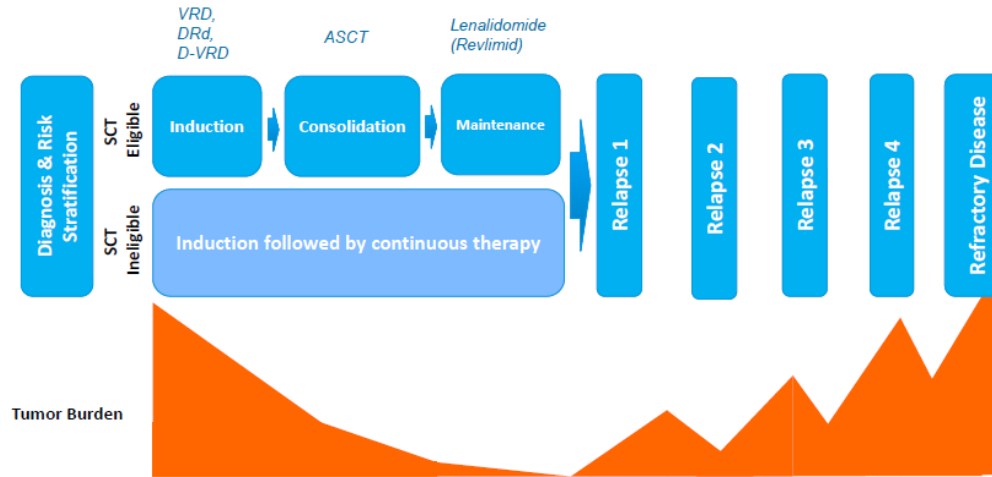 VRD,
DRd,
D-VRD
ASCT
Lenalidomide
(Revlimid)
Diagnosis & Risk
Stratification
SCT
Eligible
Induction
Consolidation
Maintenance
SCT
Ineligible
Induction followed by continuous therapy
Relapse 1
Relapse 2
Relapse 3
Relapse 4
Refractory Disease
Tumor Burden